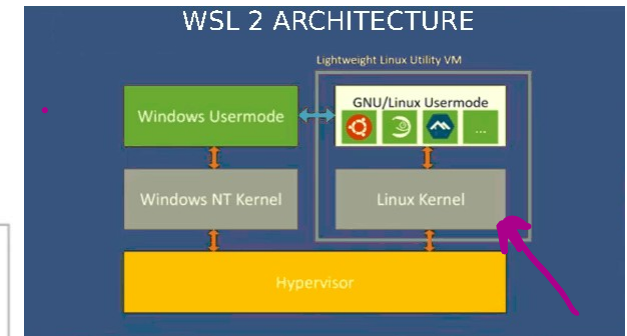 WSL 2 ARCHITECTURE
Lightweight Linux Utility VM
Windows Usermode
GNU/Linux Usermode
...
Windows NT Kernel
Linux Kernel
Hypervisor